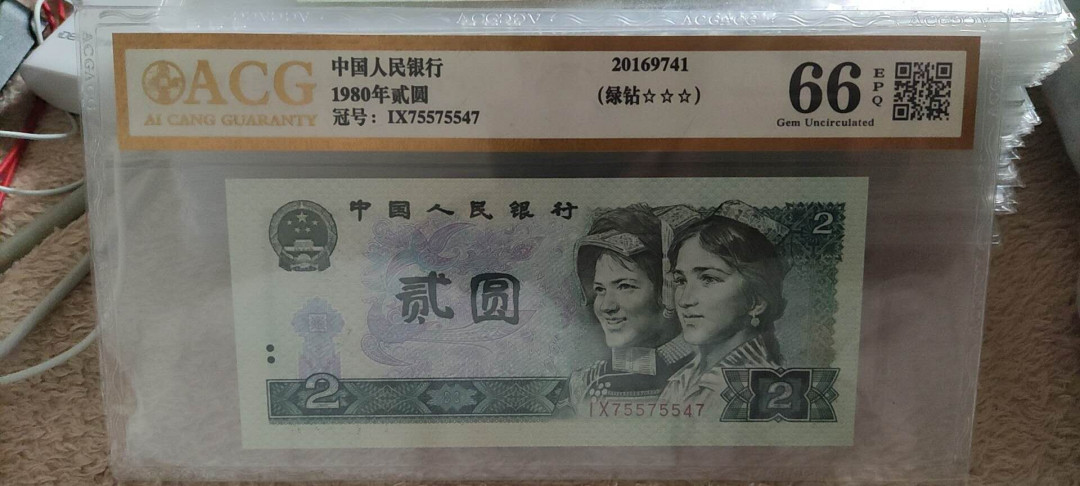 ACG
AI CANG GUARANTY
中国人民银行
1980年贰圆
冠号：IX75575547
20169741
(绿钻☆☆☆)
66
EPQ
Gem Uncirculated
中国人民银行
2
贰圆
2
IX75575547
2